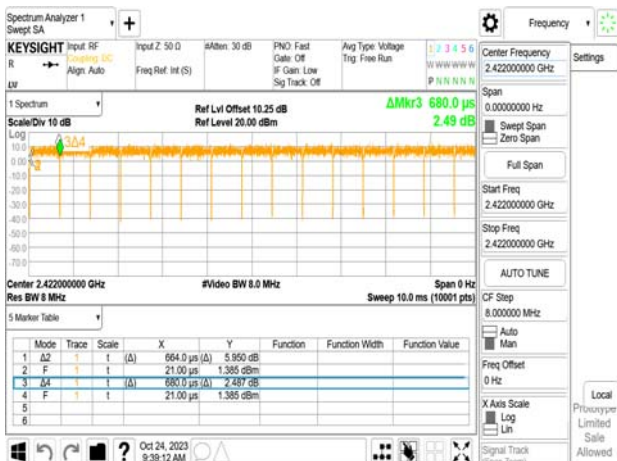 Spectrum Analyzer 1
Swept SA
+
Frequency
KEYSIGHT Input: RF Input Z: 50 Ω #Atten: 30 dB PNO: Fast Avg Type: Voltage 1 2 3 4 5 6
R Coupling: DC Gate: Off Trig: Free Run
Align: Auto Freq Ref: Int (S) IF Gain: Low W W W W W W
Sig Track: Off P N N N N N
LXI
1 Spectrum
Ref Lvl Offset 10.25 dB ΔMkr3 680.0 µs
Scale/Div 10 dB Ref Level 20.00 dBm 2.49 dB
Log
10.0
0.00
-10.0
-20.0
-30.0
-40.0
-50.0
-60.0
-70.0
3Δ4
Center 2.422000000 GHz #Video BW 8.0 MHz Span 0 Hz
Res BW 8 MHz Sweep 10.0 ms (10001 pts)
5 Marker Table
Mode Trace Scale X Y Function Function Width Function Value
1 Δ2 1 t (Δ) 664.0 µs (Δ) 5.950 dB
2 F 1 t 21.00 µs 1.385 dBm
3 Δ4 1 t (Δ) 680.0 µs (Δ) 2.487 dB
4 F 1 t 21.00 µs 1.385 dBm
5
6
Oct 24, 2023
9:39:12 AM
?
Center Frequency
2.422000000 GHz
Span
0.00000000 Hz
Swept Span
Zero Span
Full Span
Start Freq
2.422000000 GHz
Stop Freq
2.422000000 GHz
AUTO TUNE
CF Step
8.000000 MHz
Auto
Man
Freq Offset
0 Hz
X Axis Scale
Log
Lin
Signal Track
Settings
Local
Prototype
Limited
Sale
Allowed